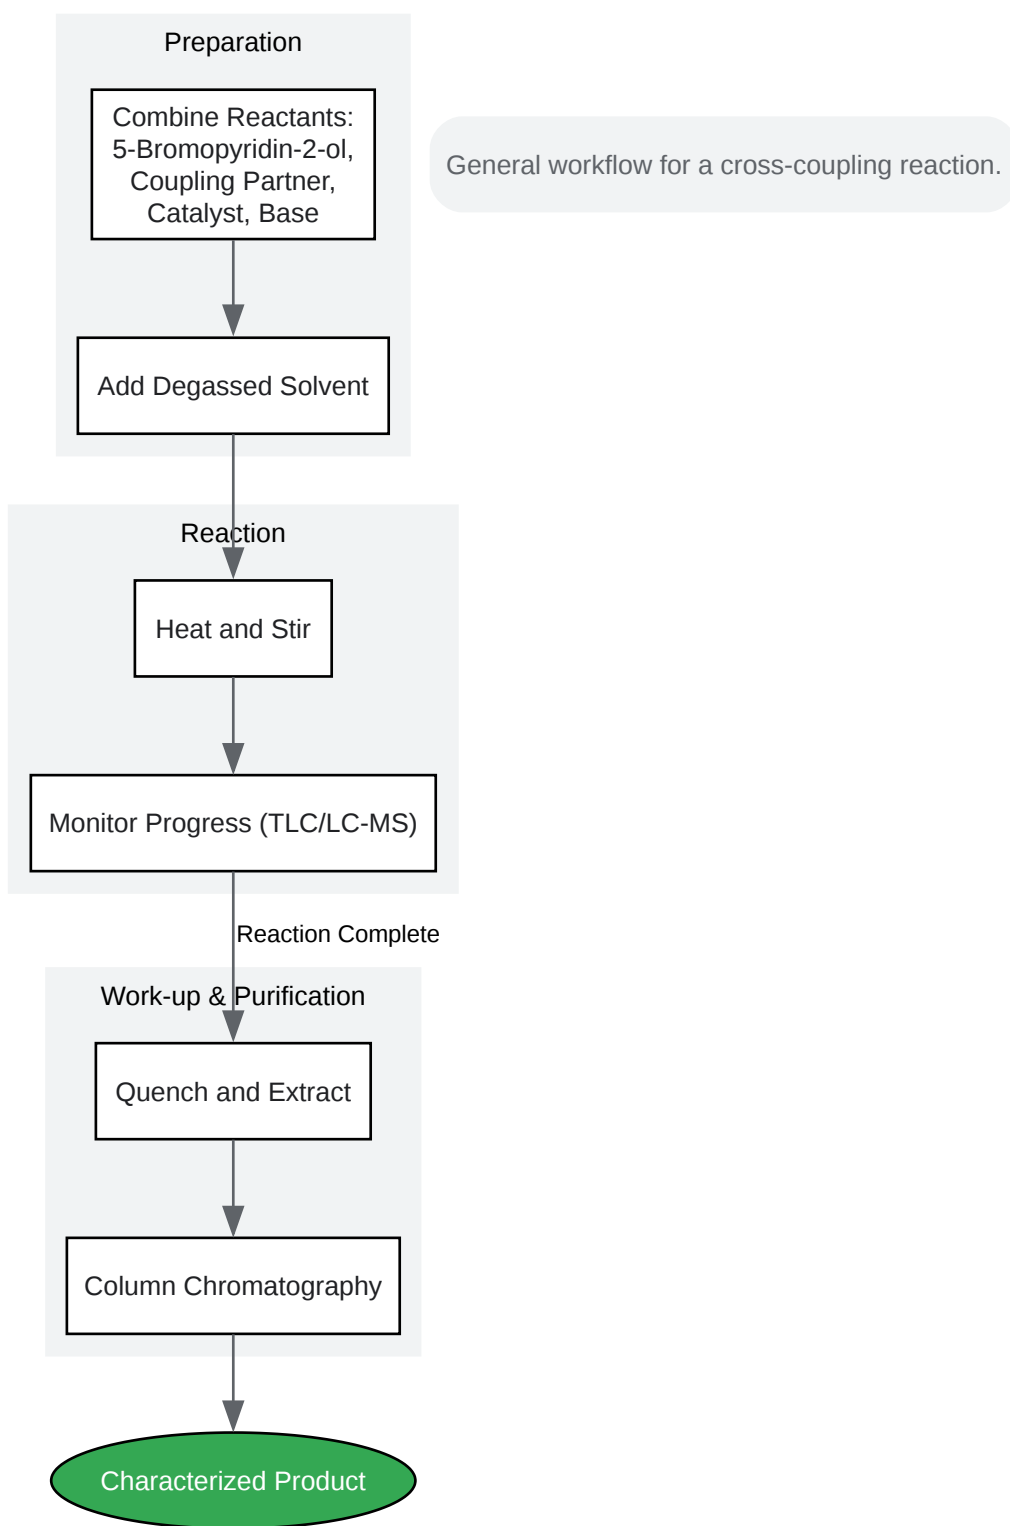 Preparation
Combine Reactants:
5-Bromopyridin-2-ol,
Coupling Partner,
Catalyst, Base
General workflow for a cross-coupling reaction.
Add Degassed Solvent
Reaction
Heat and Stir
Monitor Progress (TLC/LC-MS)
Reaction Complete
Work-up & Purification
Quench and Extract
Column Chromatography
Characterized Product